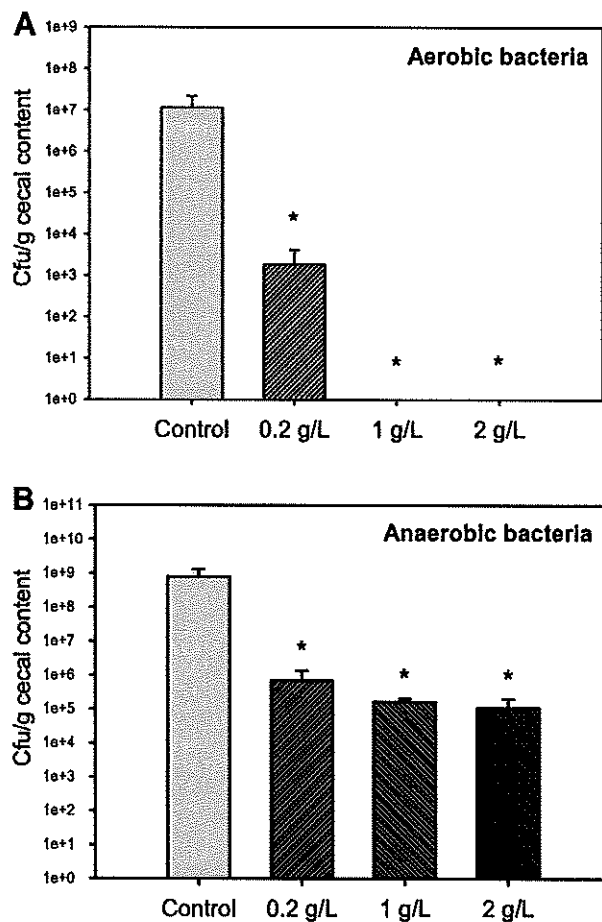 A
Aerobic bacteria
Cfu/g cecal content
1e+9
1e+8
1e+7
1e+6
1e+5
1e+4
1e+3
1e+2
1e+1
1e+0
*
*
*
Control 0.2 g/L 1 g/L 2 g/L
B
Anaerobic bacteria
Cfu/g cecal content
1e+11
1e+10
1e+9
1e+8
1e+7
1e+6
1e+5
1e+4
1e+3
1e+2
1e+1
1e+0
*
*
*
Control 0.2 g/L 1 g/L 2 g/L